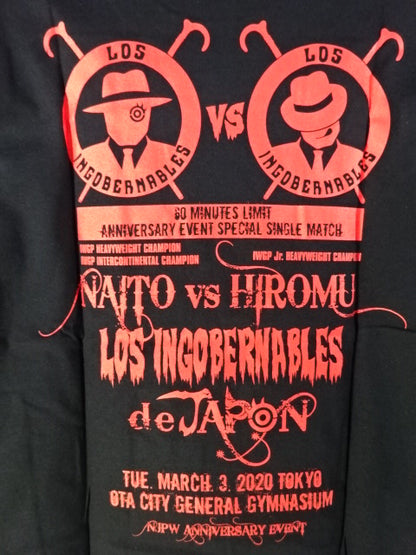 LOS
INGOBERNABLES
VS
LOS
INGOBERNABLES
60 MINUTES LIMIT
ANNIVERSARY EVENT SPECIAL SINGLE MATCH
IWGP HEAVYWEIGHT CHAMPION
IWGP INTERCONTINENTAL CHAMPION
IWGP Jr. HEAVYWEIGHT CHAMPION
NAITO VS HIROMU
LOS INGOBERNABLES
de JAPON
TUE. MARCH. 3. 2020 TOKYO
OTA CITY GENERAL GYMNASIUM
NJPW ANNIVERSARY EVENT